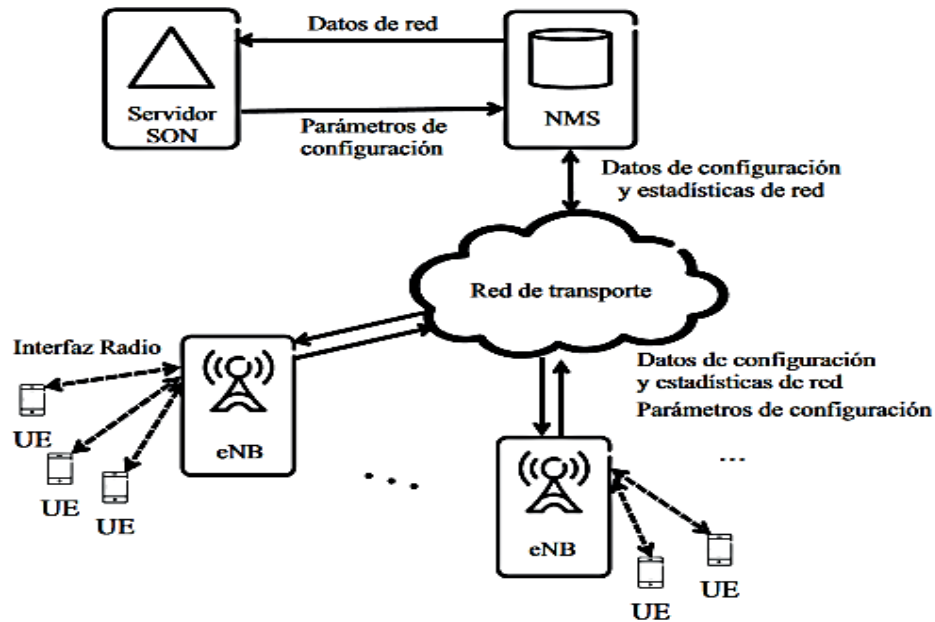 Datos de red
Servidor
SON
NMS
Parámetros de
configuración
Datos de configuración
y estadísticas de red
Red de transporte
Interfaz Radio
Datos de configuración
y estadísticas de red
Parámetros de configuración
UE
eNB
UE
UE
...
...
eNB
UE
UE